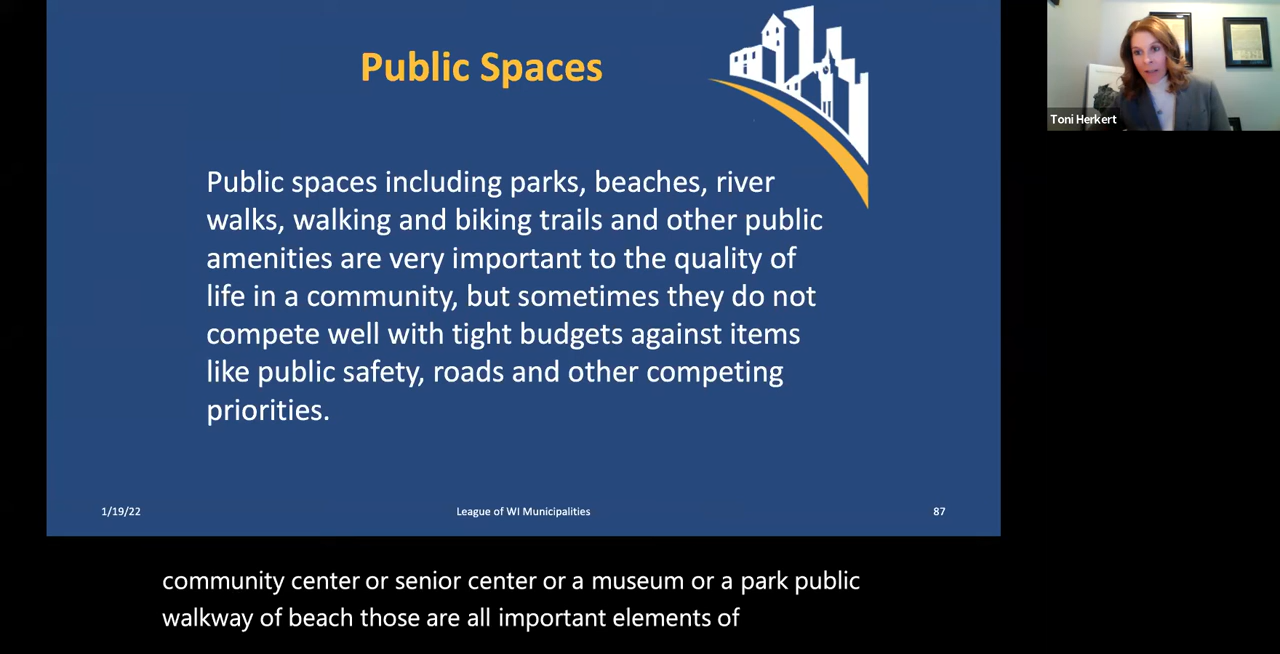 Public Spaces
Toni Herkert
Public spaces including parks, beaches, river
walks, walking and biking trails and other public
amenities are very important to the quality of
life in a community, but sometimes they do not
compete well with tight budgets against items
like public safety, roads and other competing
priorities.
1/19/22
League of WI Municipalities
87
community center or senior center or a museum or a park public
walkway of beach those are all important elements of